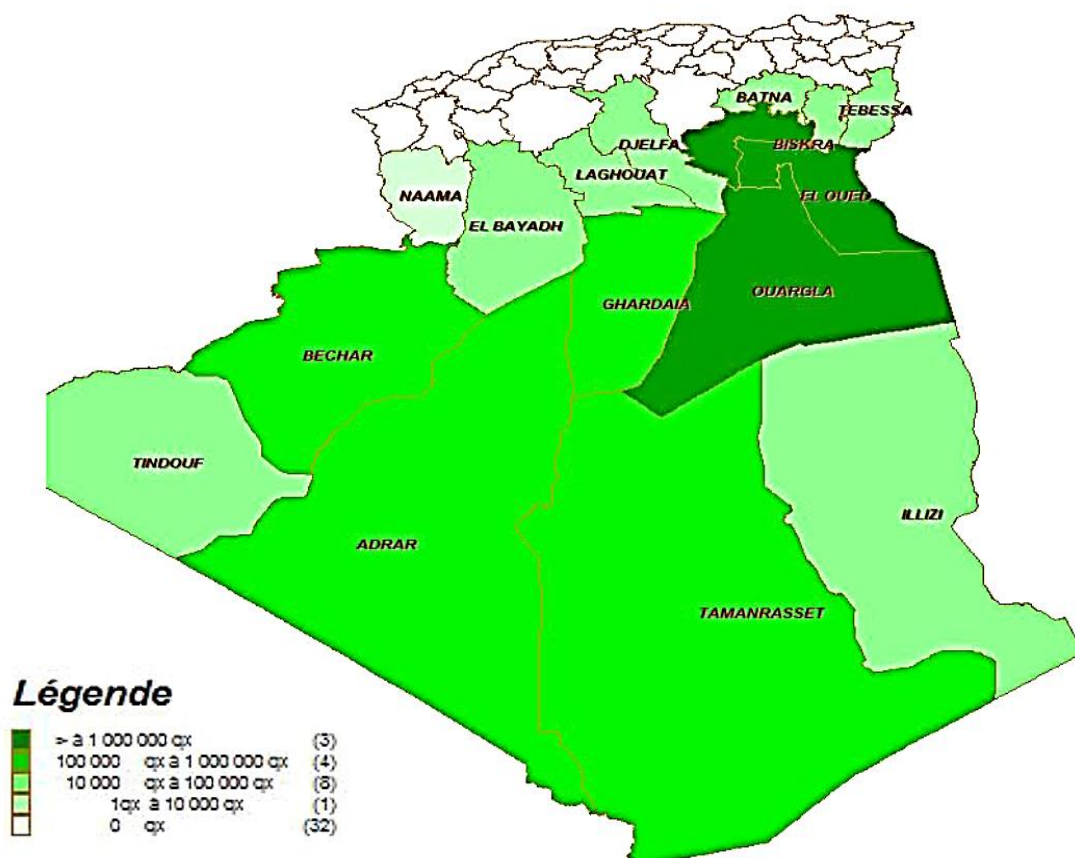 BATNA
TEBESSA
BISKRA
DJELFA
LAGHOUAT
NAAMA
EL OUED
EL BAYADH
OUARGLA
GHARDAIA
BECHAR
TINDOUF
ILLIZI
ADRAR
TAMANRASSET
Légende
> à 1 000 000 qx (3)
100 000 qx à 1 000 000 qx (4)
10 000 qx à 100 000 qx (8)
1qx à 10 000 qx (1)
0 qx (32)